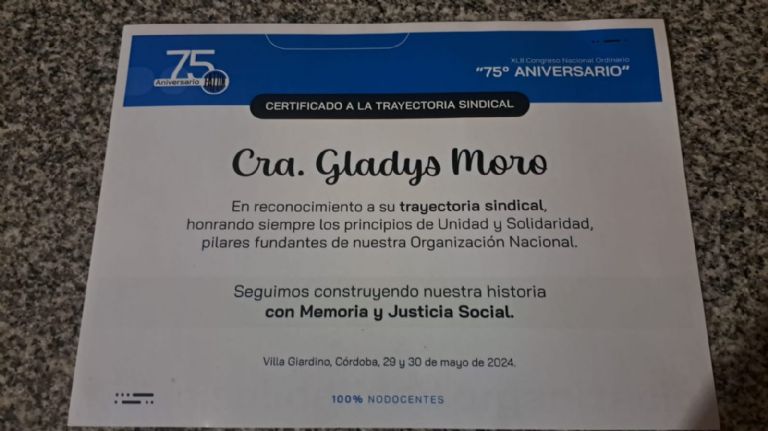 75
Aniversario
XLII Congreso Nacional Ordinario
"75º ANIVERSARIO"
CERTIFICADO A LA TRAYECTORIA SINDICAL
Cra. Gladys Moro
En reconocimiento a su trayectoria sindical,
honrando siempre los principios de Unidad y Solidaridad,
pilares fundantes de nuestra Organización Nacional.
Seguimos construyendo nuestra historia
con Memoria y Justicia Social.
Villa Giardino, Córdoba, 29 y 30 de mayo de 2024.
100% NODOCENTES